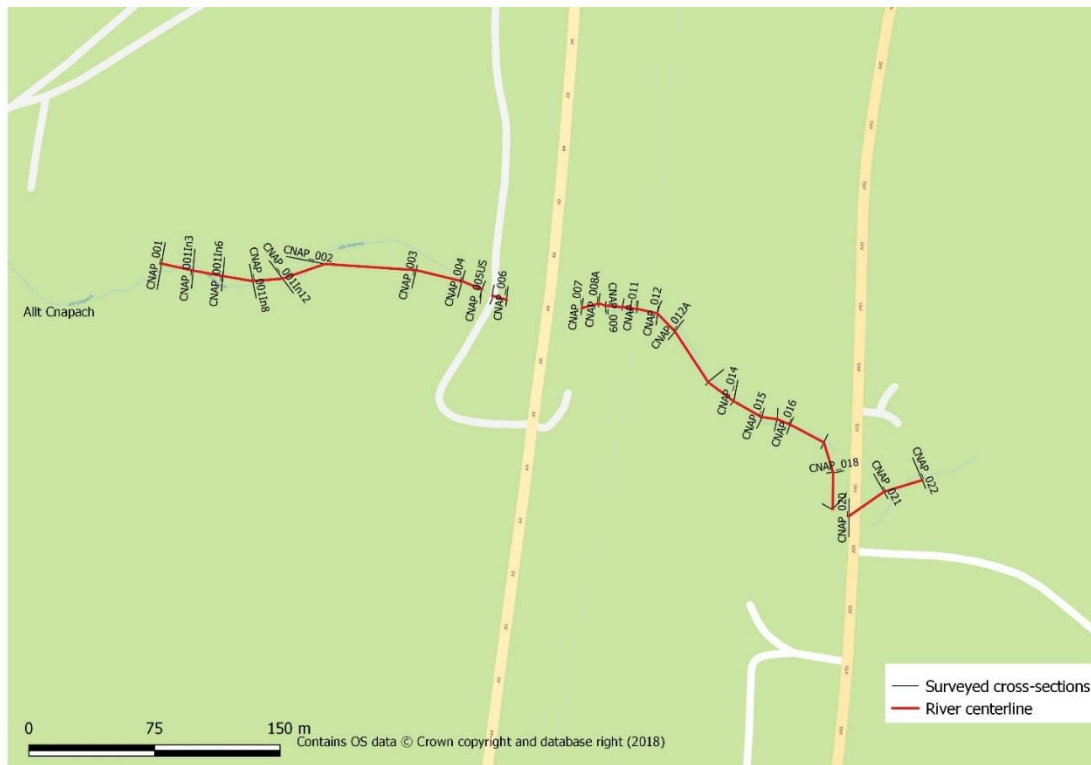 CNAP_001
CNAP_001In3
CNAP_001In6
CNAP_001In8
CNAP_001In12
CNAP_002
CNAP_003
CNAP_004
CNAP_005US
CNAP_006
CNAP_007
CNAP_008A
CNAP_009
CNAP_011
CNAP_012
CNAP_012A
CNAP_014
CNAP_015
CNAP_016
CNAP_018
CNAP_020
CNAP_021
CNAP_022
Allt Cnapach
Surveyed cross-sections
River centerline
0 75 150 m
Contains OS data © Crown copyright and database right (2018)